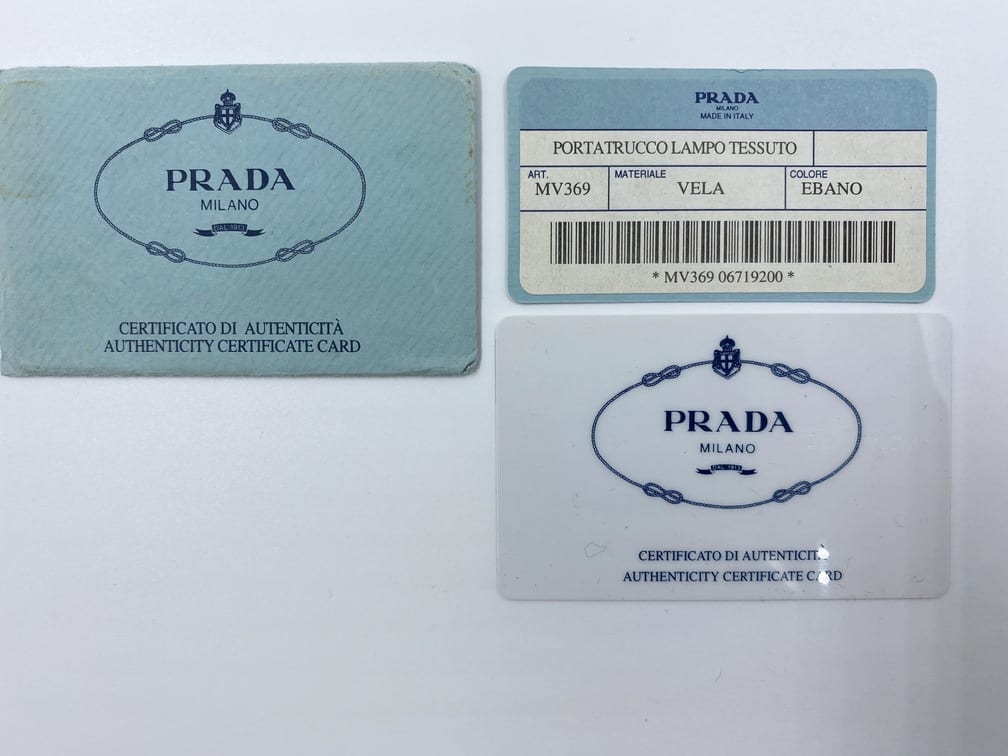 PRADA
MILANO
DAL 1913
CERTIFICATO DI AUTENTICITÀ
AUTHENTICITY CERTIFICATE CARD
PRADA
MILANO
MADE IN ITALY
PORTATRUCCO LAMPO TESSUTO
ART. MATERIALE COLORE
MV369 VELA EBANO
* MV369 06719200 *
PRADA
MILANO
DAL 1913
CERTIFICATO DI AUTENTICITÀ
AUTHENTICITY CERTIFICATE CARD